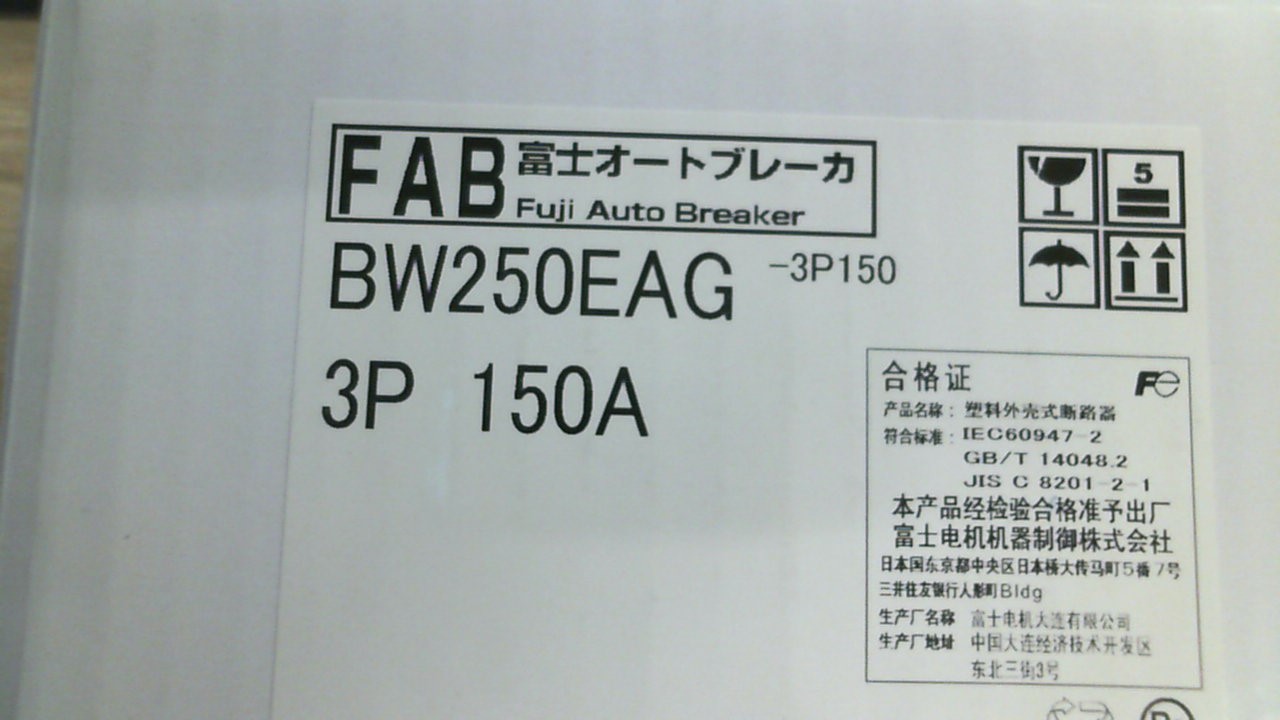 FAB 富士オートブレーカ
Fuji Auto Breaker
BW250EAG -3P150
3P 150A
5
合格证 Fe
产品名称: 塑料外壳式断路器
符合标准: IEC60947-2
GB/T 14048.2
JIS C 8201-2-1
本产品经检验合格准予出厂
富士电机机器制御株式会社
日本国东京都中央区日本橋大传马町5番7号
三井住友银行人形町Bldg
生产厂名称 富士电机大连有限公司
生产厂地址 中国大连经济技术开发区
东北三街3号